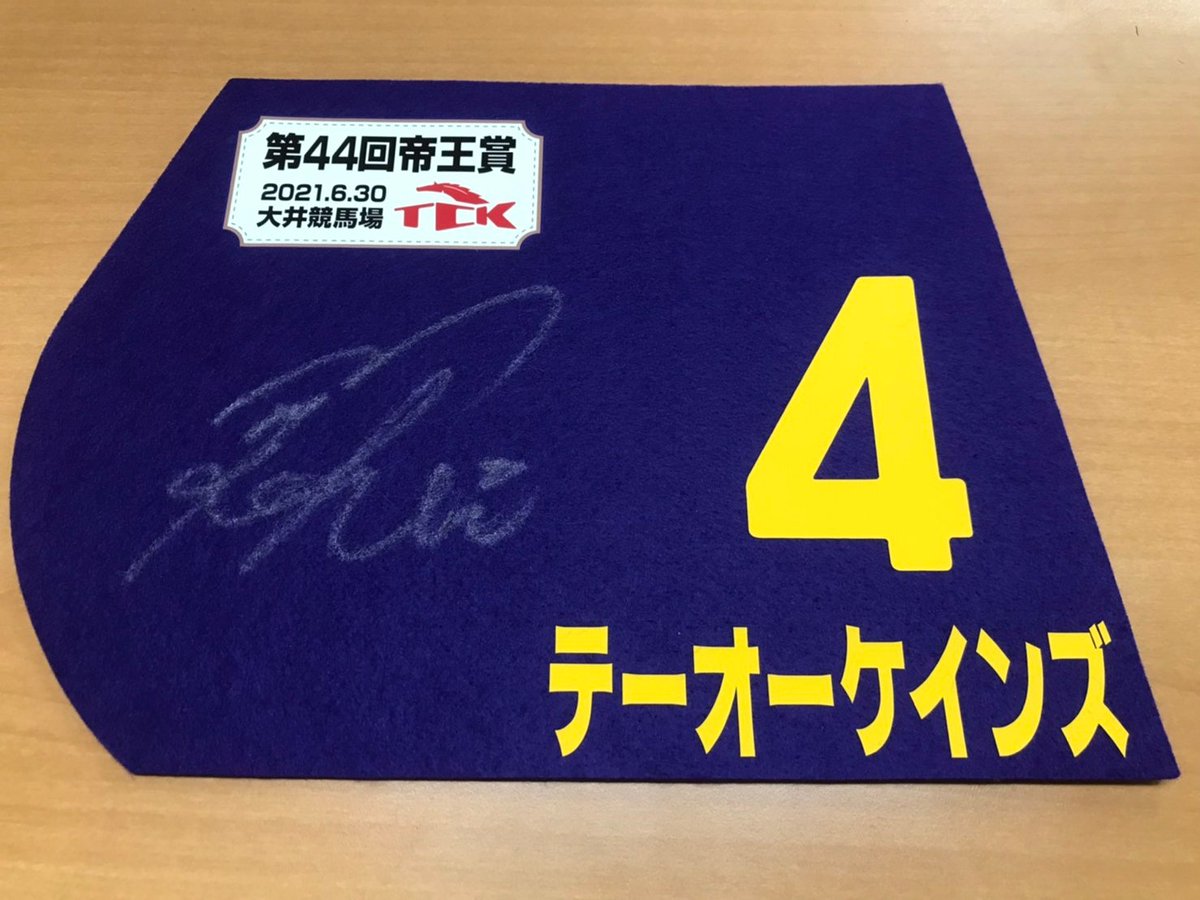 第44回帝王賞
2021.6.30
大井競馬場
TCK
4
テーオーケインズ